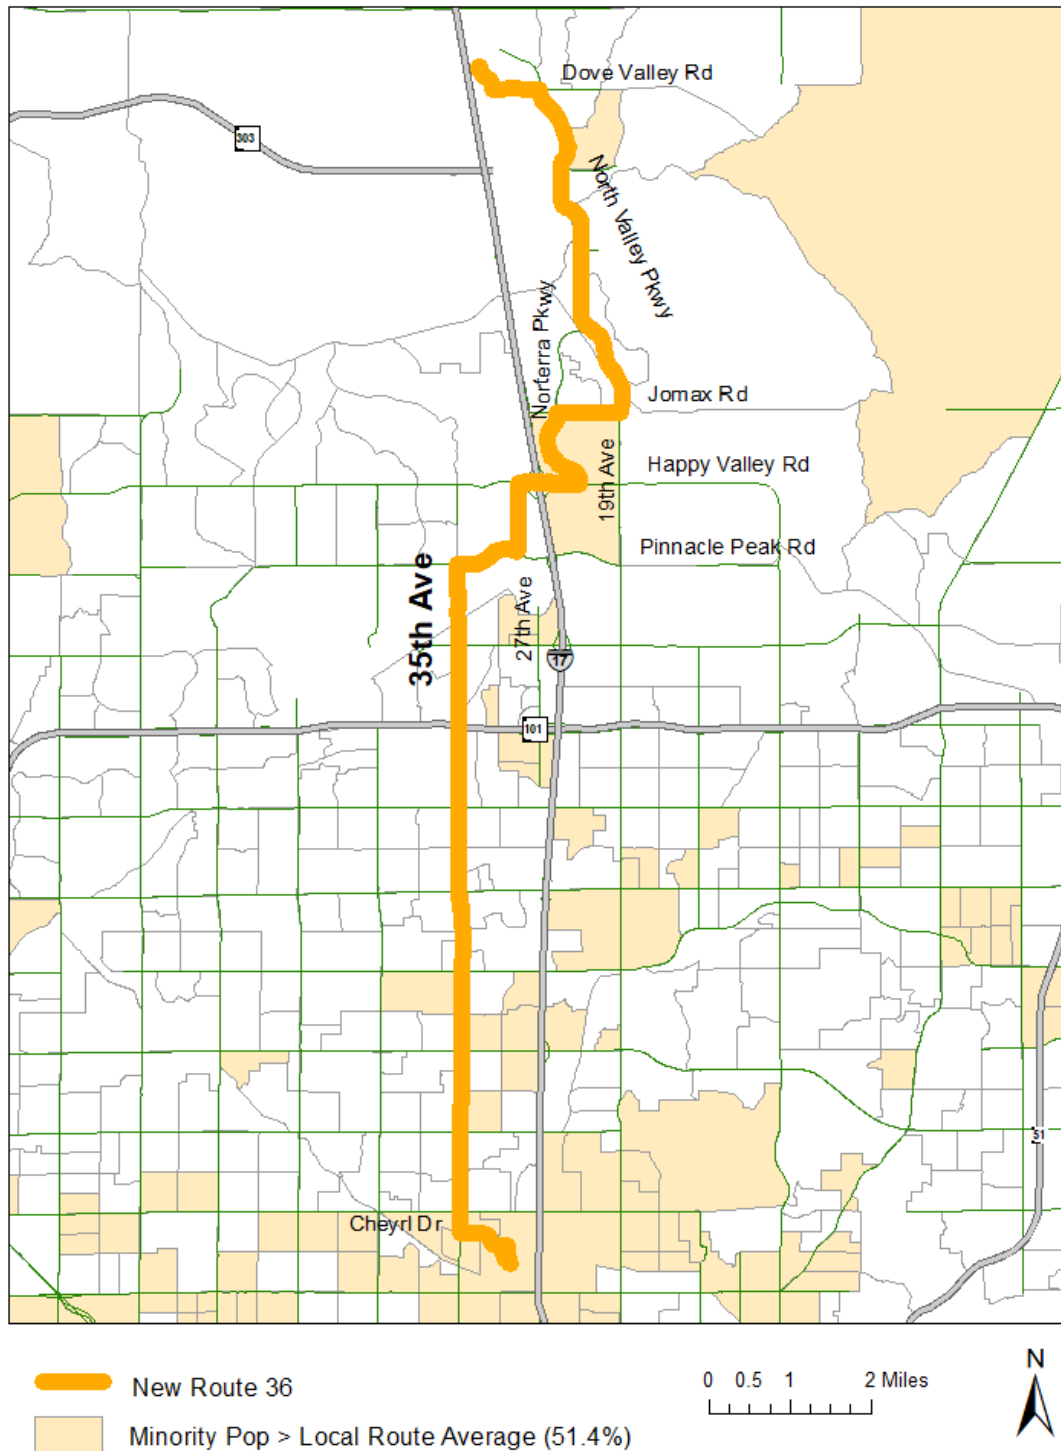 Dove Valley Rd
303
North Valley Pkwy
Norterra Pkwy
Jomax Rd
19th Ave
Happy Valley Rd
Pinnacle Peak Rd
35th Ave
27th Ave
17
101
51
Cheyrl Dr
N
0 0.5 1 2 Miles
New Route 36
Minority Pop > Local Route Average (51.4%)